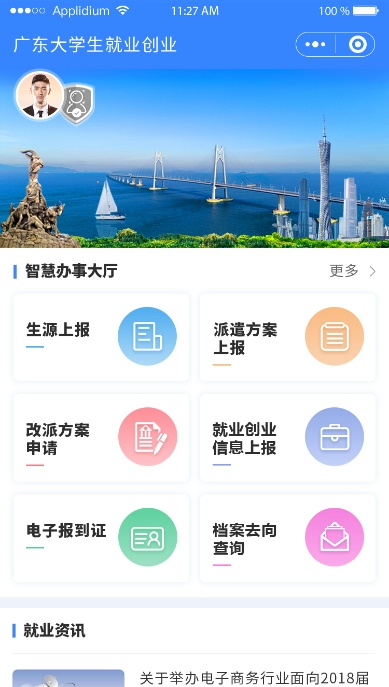 Applidium 11:27 AM 100 %
广东大学生就业创业
智慧办事大厅 更多
生源上报
派遣方案
上报
改派方案
申请
就业创业
信息上报
电子报到证
档案去向
查询
就业资讯
关于举办电子商务行业面向2018届